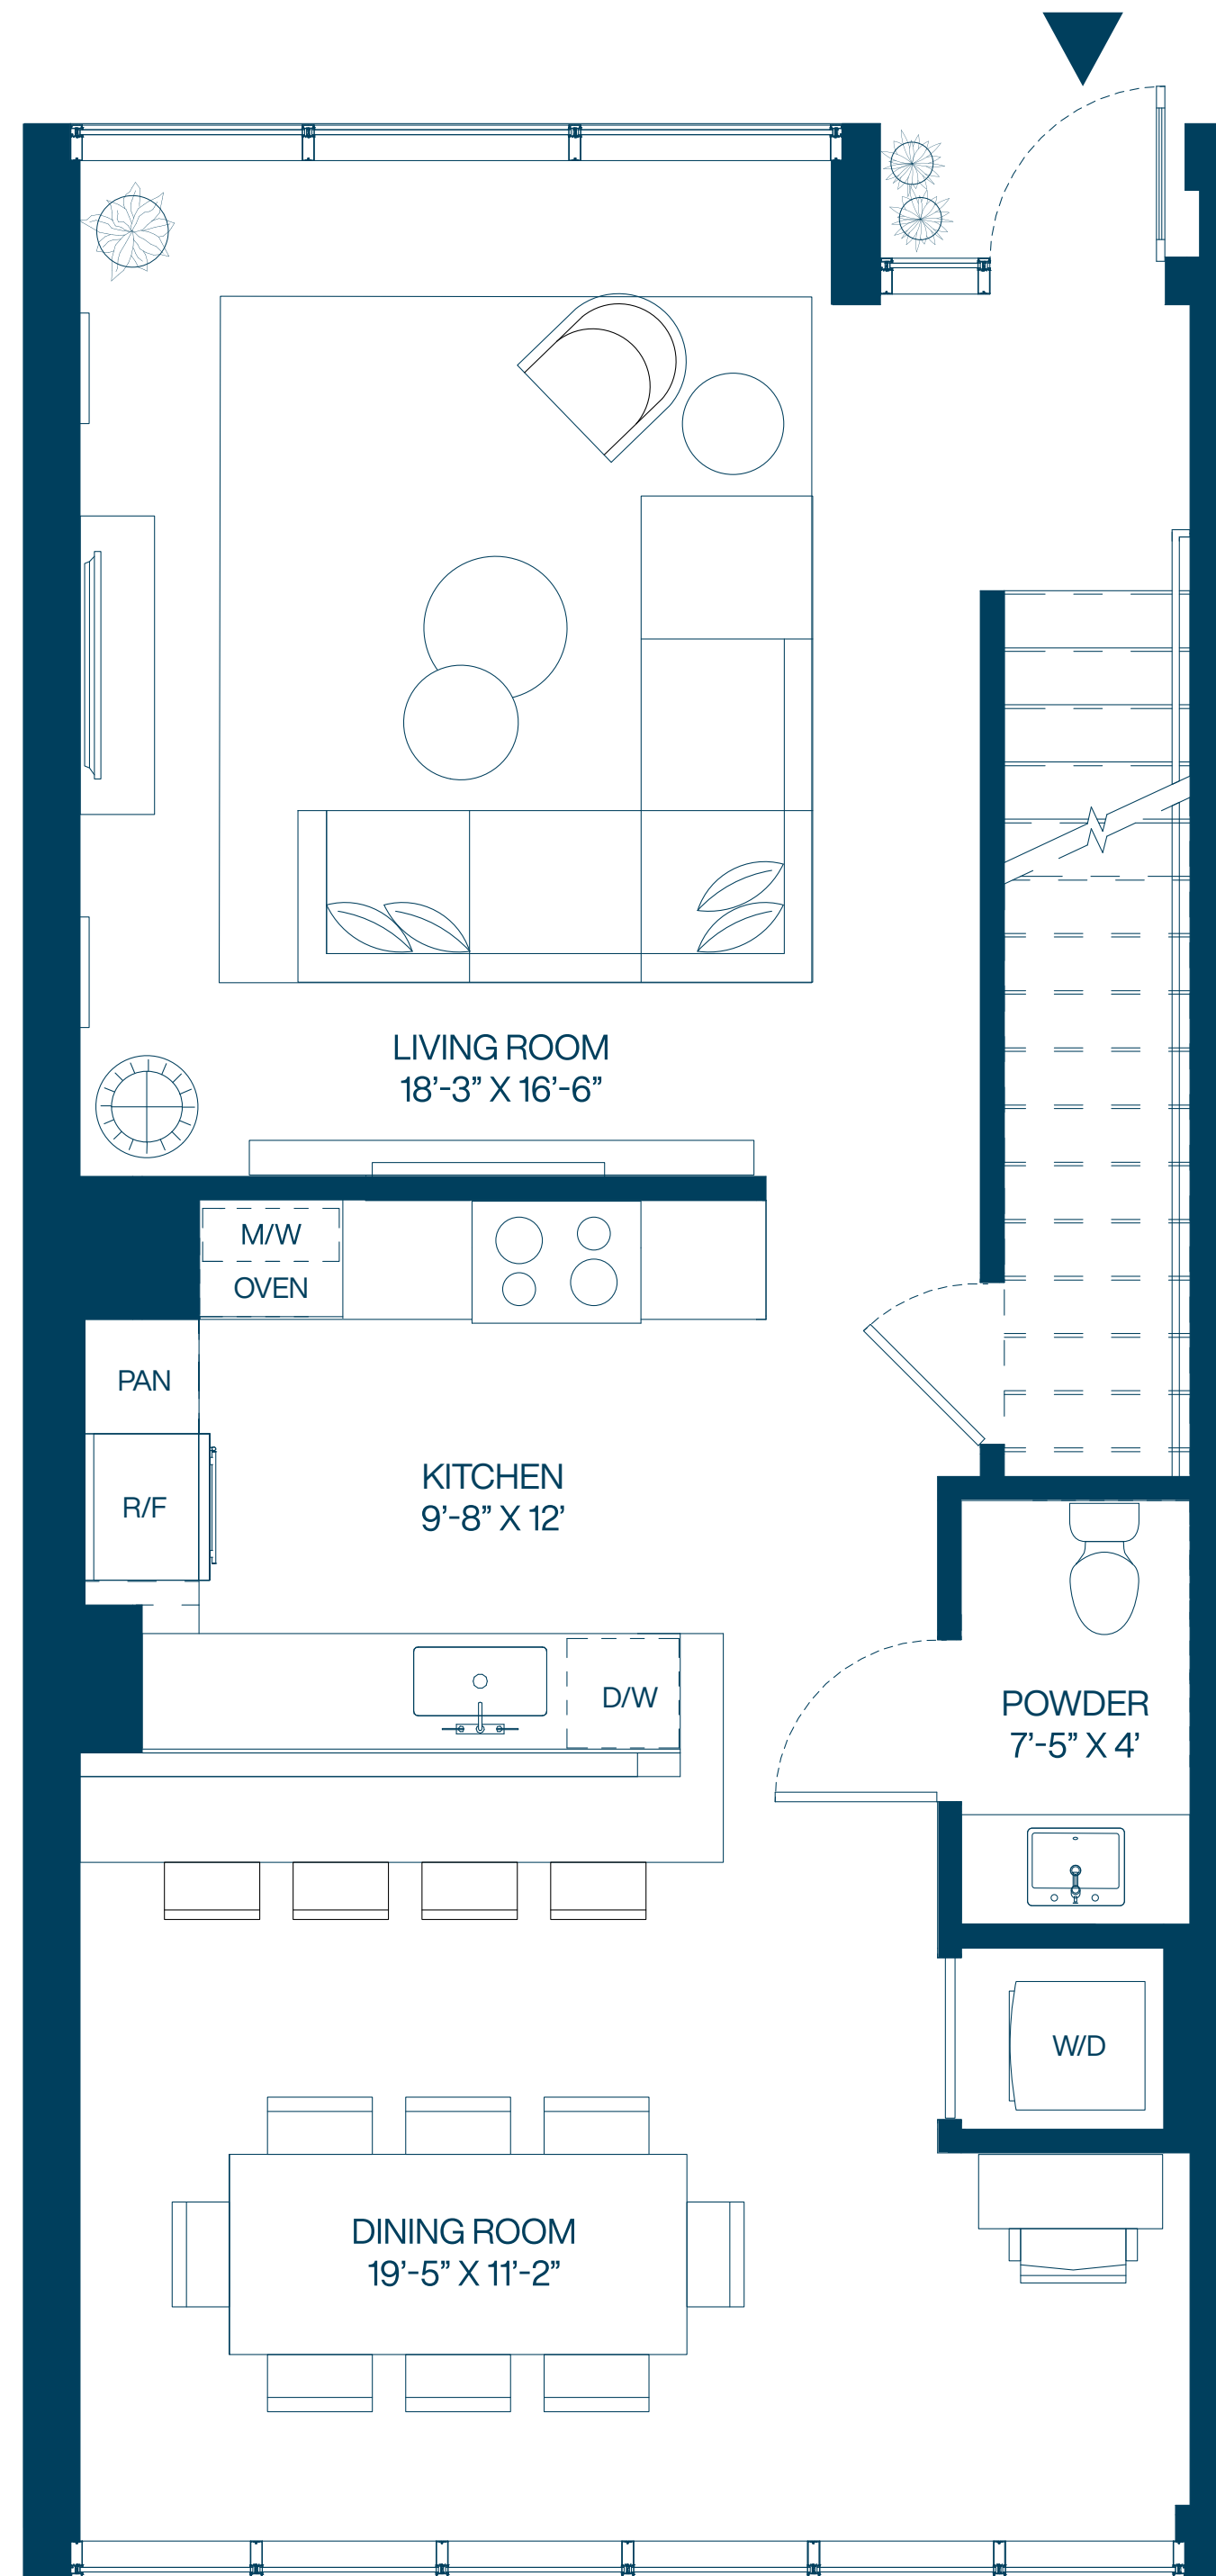 LIVING ROOM
18’-3” X 16’-6”
M/W
OVEN
PAN
R/F
KITCHEN
9’-8” X 12’
D/W
POWDER
7’-5” X 4’
W/D
DINING ROOM
19’-5” X 11’-2”